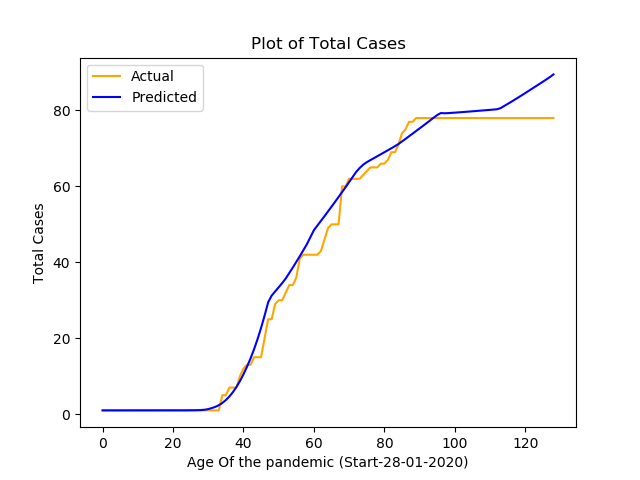 Plot of Total Cases
Actual
Predicted
80
60
40
20
0
Total Cases
0 20 40 60 80 100 120
Age Of the pandemic (Start-28-01-2020)